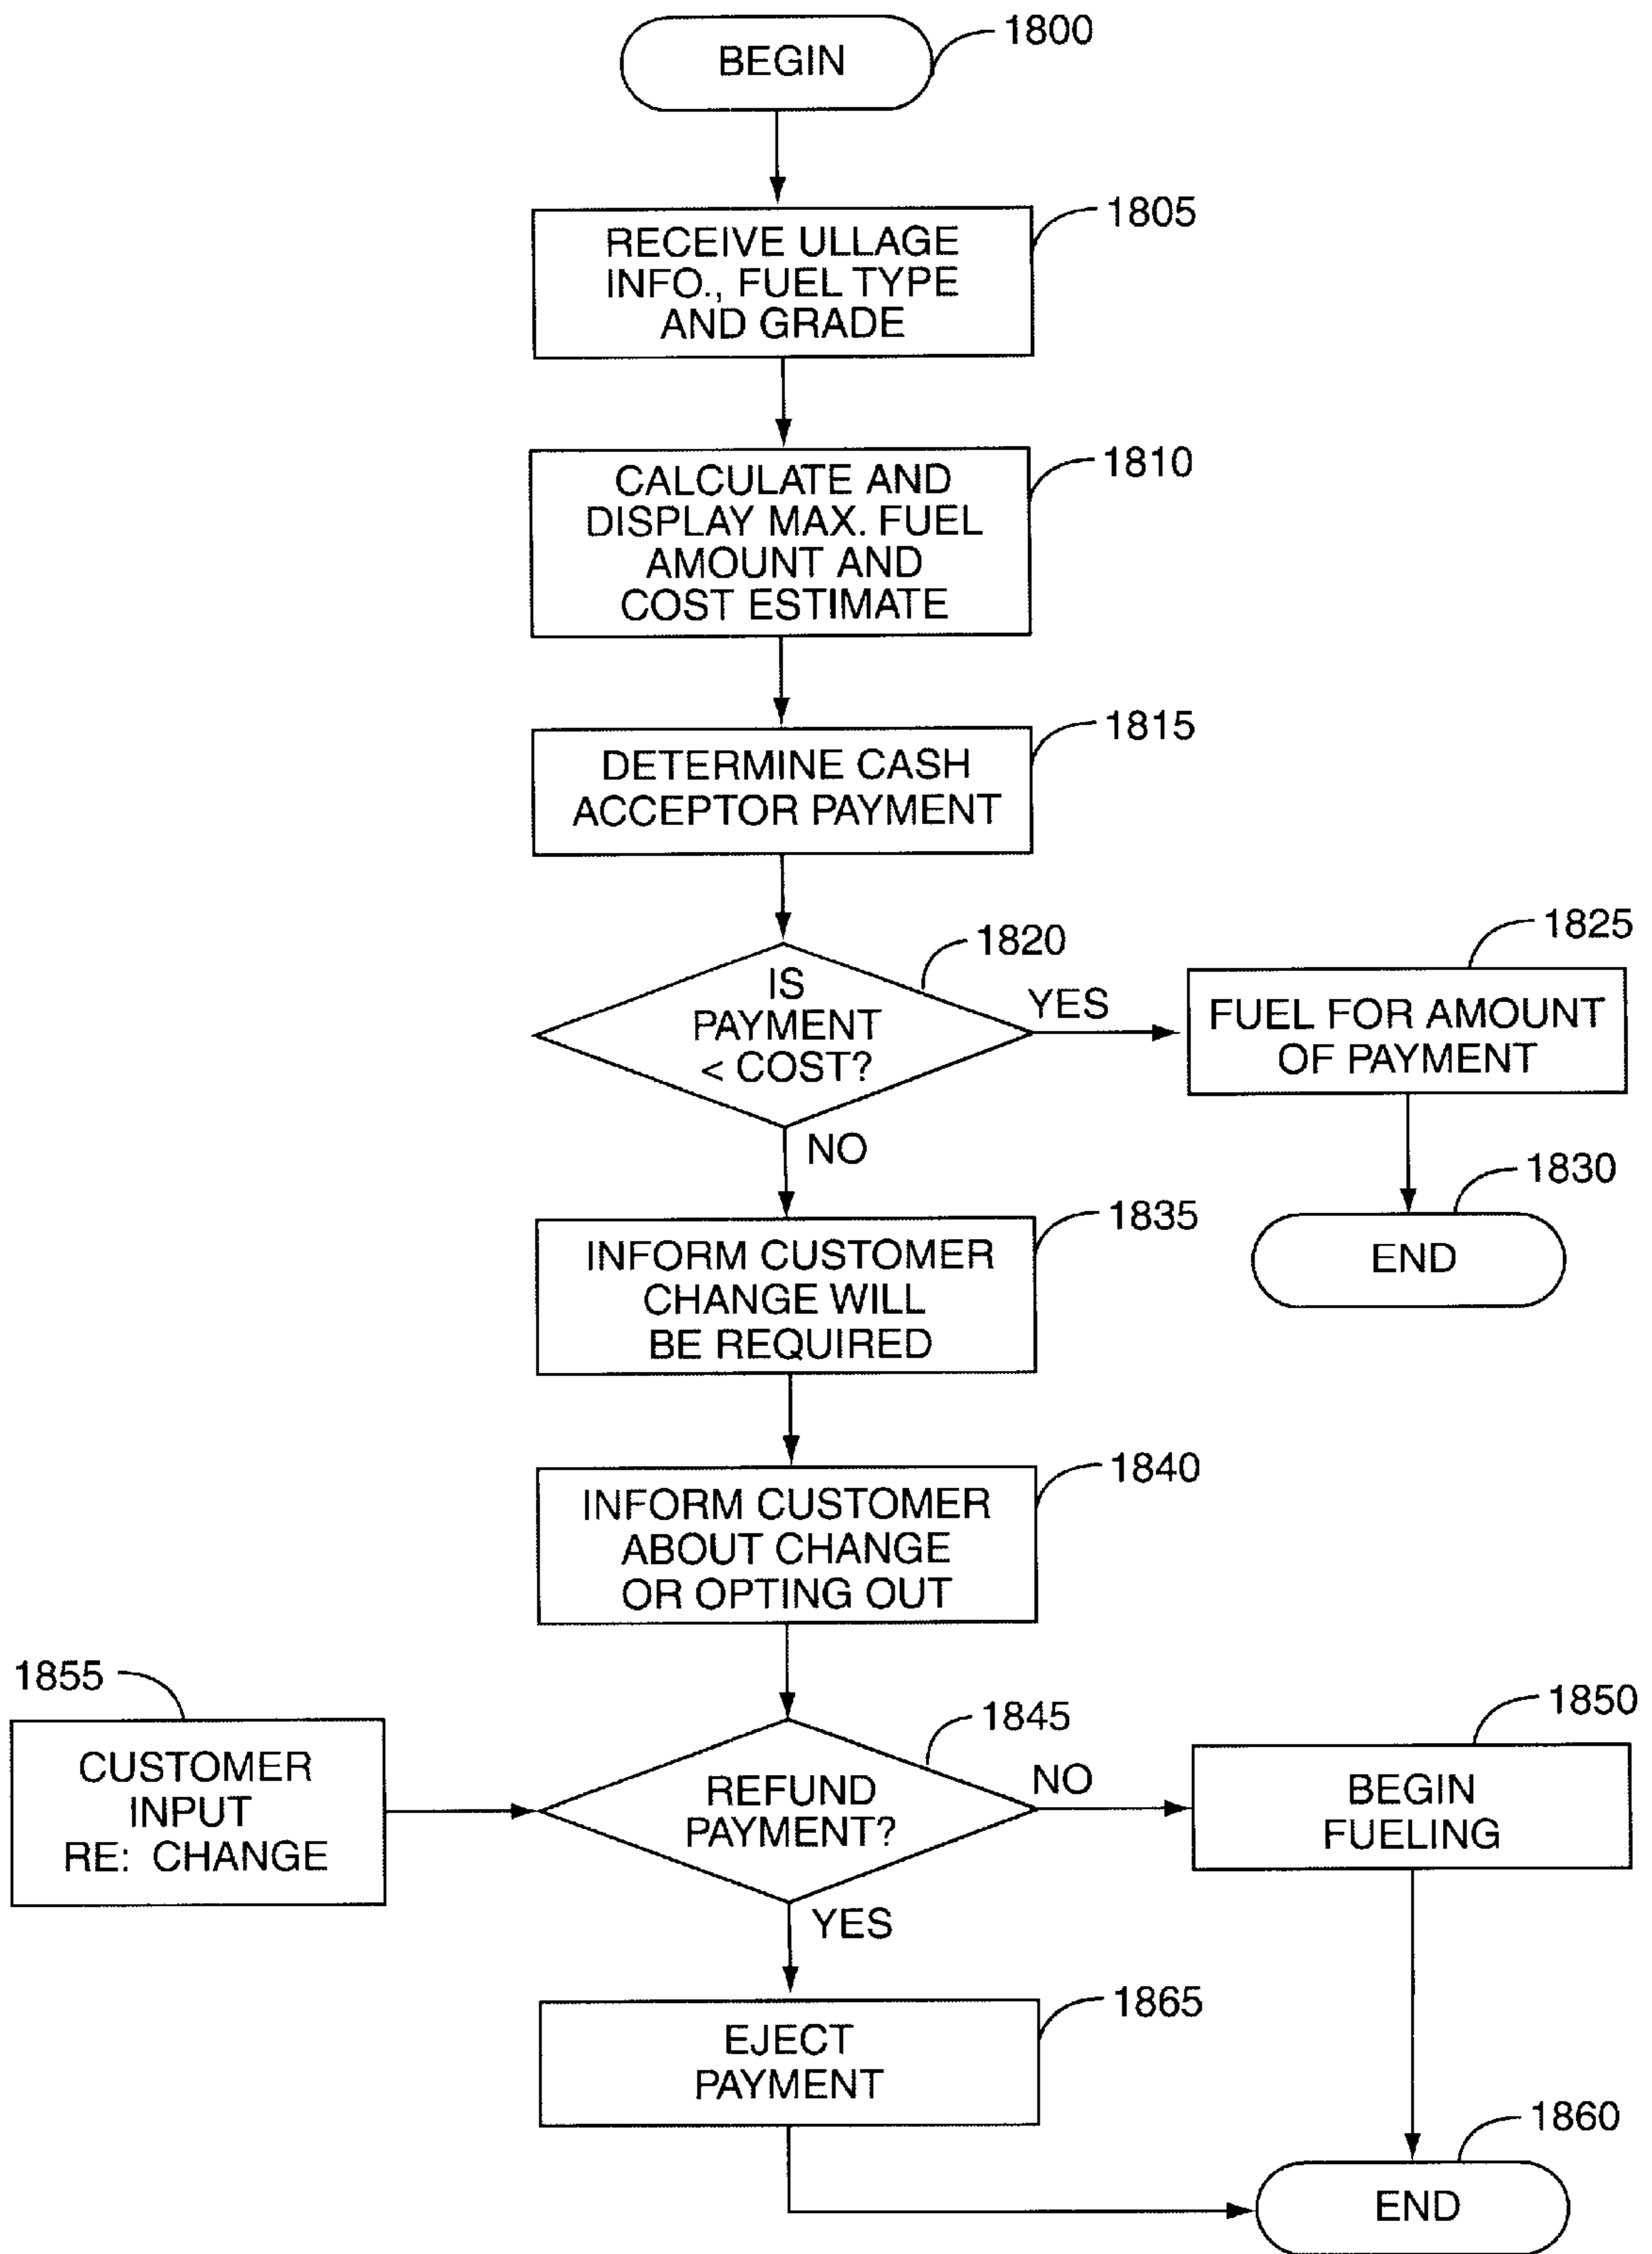 1800
BEGIN
1805
RECEIVE ULLAGE
INFO., FUEL TYPE
AND GRADE
1810
CALCULATE AND
DISPLAY MAX. FUEL
AMOUNT AND
COST ESTIMATE
1815
DETERMINE CASH
ACCEPTOR PAYMENT
1820
IS
PAYMENT
< COST?
YES
1825
FUEL FOR AMOUNT
OF PAYMENT
1830
END
NO
1835
INFORM CUSTOMER
CHANGE WILL
BE REQUIRED
1840
INFORM CUSTOMER
ABOUT CHANGE
OR OPTING OUT
1855
CUSTOMER
INPUT
RE: CHANGE
1845
REFUND
PAYMENT?
NO
1850
BEGIN
FUELING
YES
1865
EJECT
PAYMENT
1860
END